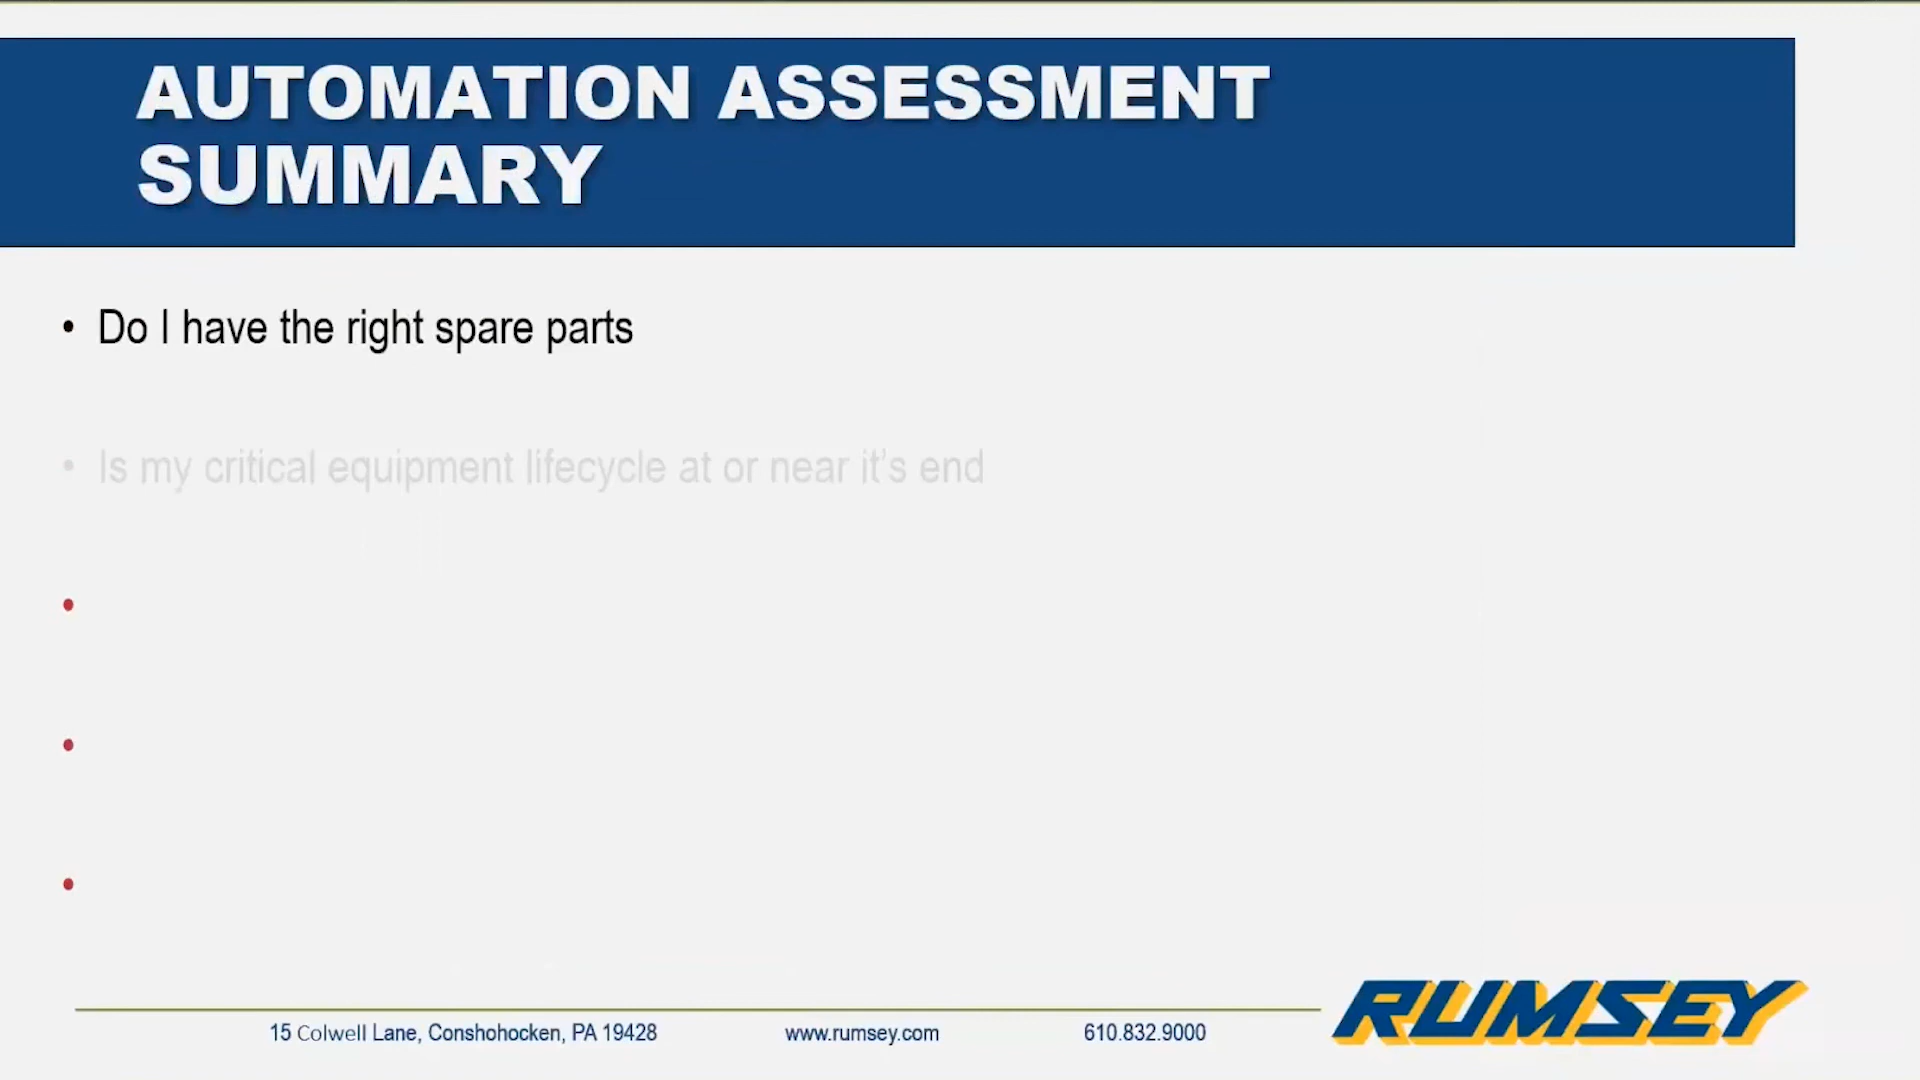 AUTOMATION ASSESSMENT
SUMMARY
• Do I have the right spare parts
• Is my critical equipment lifecycle at or near it’s end
•
•
•
15 Colwell Lane, Conshohocken, PA 19428 www.rumsey.com 610.832.9000
RUMSEY